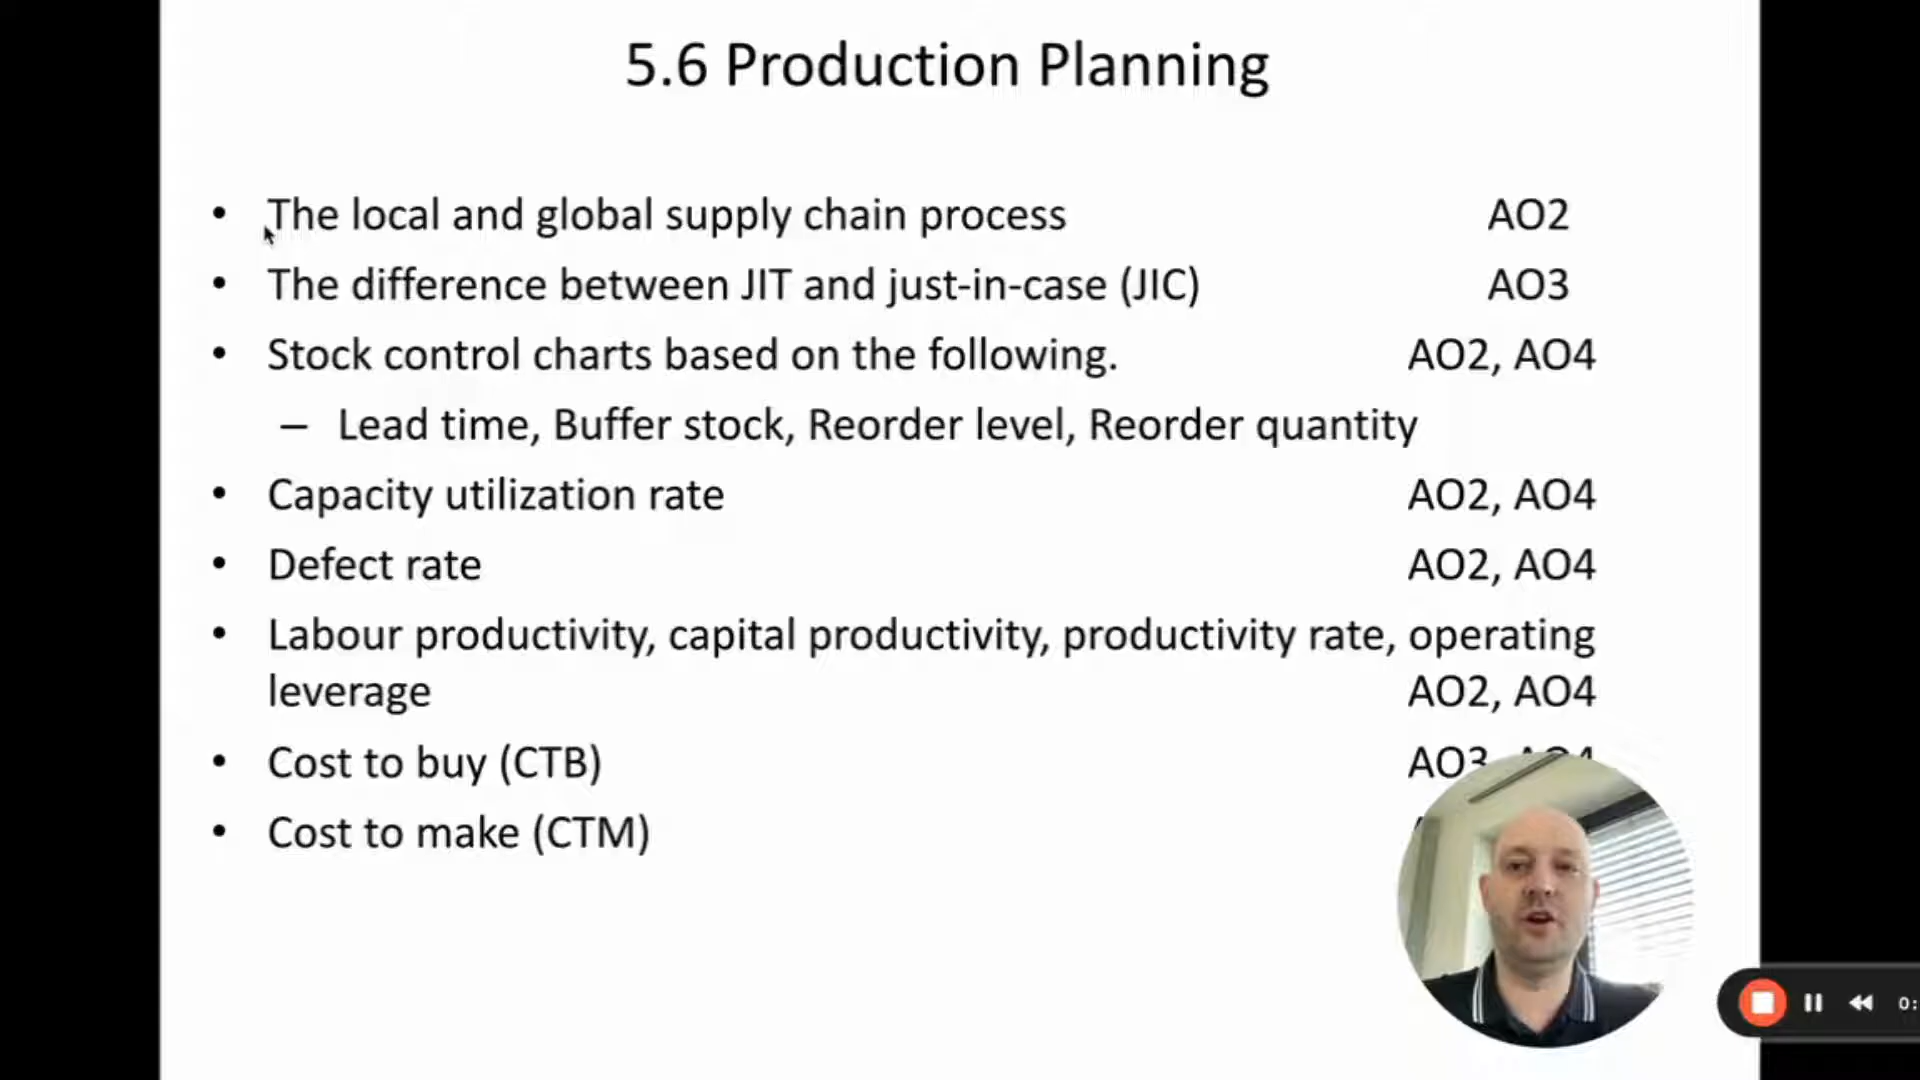 5.6 Production Planning
• The local and global supply chain process AO2
• The difference between JIT and just-in-case (JIC) AO3
• Stock control charts based on the following. AO2, AO4
– Lead time, Buffer stock, Reorder level, Reorder quantity
• Capacity utilization rate AO2, AO4
• Defect rate AO2, AO4
• Labour productivity, capital productivity, productivity rate, operating
leverage AO2, AO4
• Cost to buy (CTB) AO3,
• Cost to make (CTM)
0: